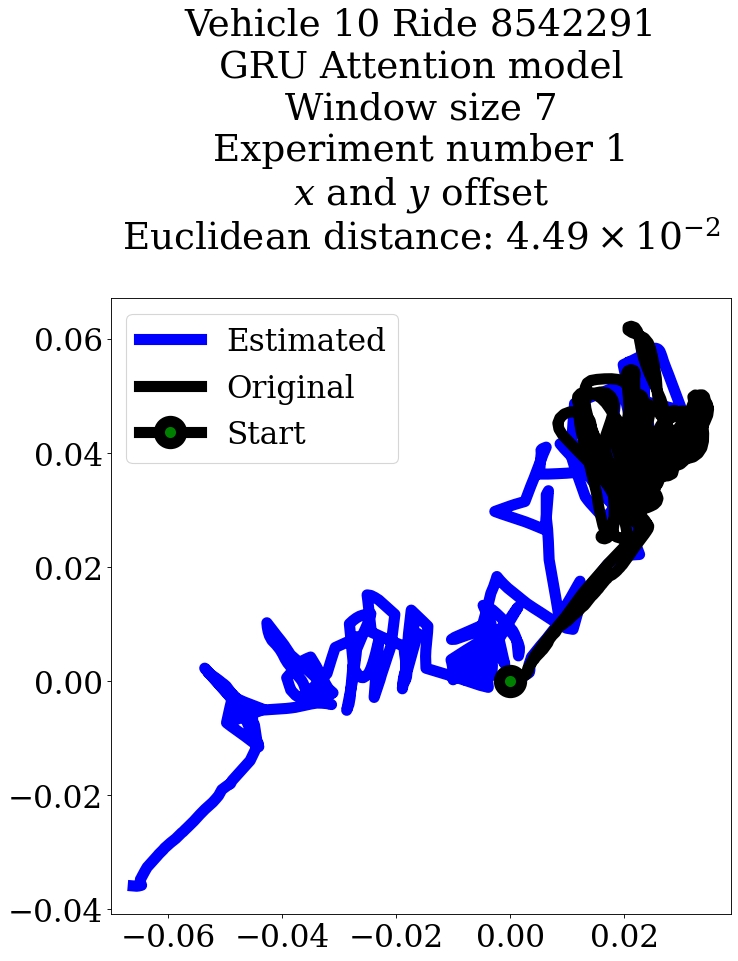 Vehicle 10 Ride 8542291
GRU Attention model
Window size 7
Experiment number 1
x and y offset
Euclidean distance: 4.49 × 10⁻²
Estimated
Original
Start
0.06
0.04
0.02
0.00
−0.02
−0.04
−0.06 −0.04 −0.02 0.00 0.02